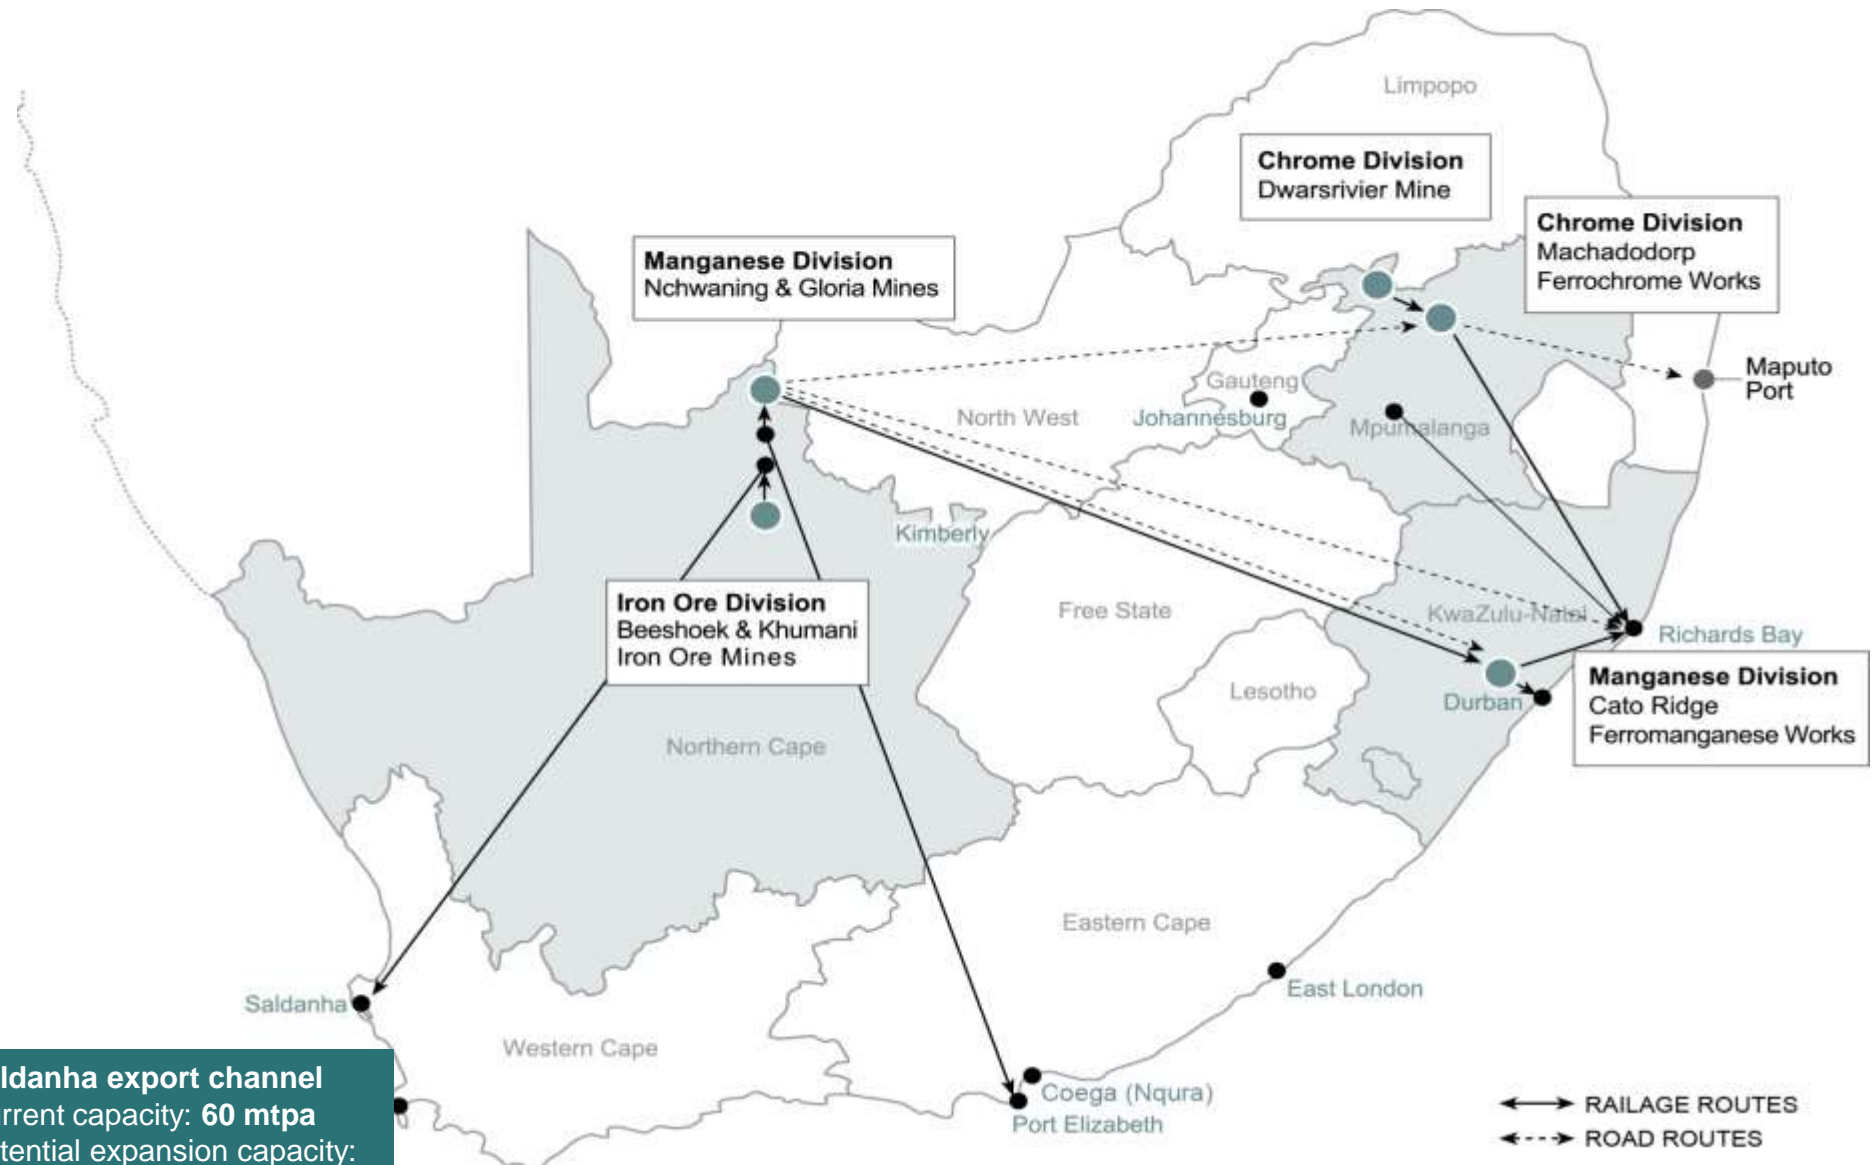 Limpopo
Chrome Division
Dwarsrivier Mine
Chrome Division
Machadodorp
Ferrochrome Works
Manganese Division
Nchwaning & Gloria Mines
Maputo
Port
Gauteng
Johannesburg
North West
Mpumalanga
Kimberly
Iron Ore Division
Beeshoek & Khumani
Iron Ore Mines
Free State
KwaZulu-Natal
Richards Bay
Lesotho
Durban
Manganese Division
Cato Ridge
Ferromanganese Works
Northern Cape
Eastern Cape
East London
Saldanha
Western Cape
Coega (Nqura)
Port Elizabeth
ldanha export channel
rrent capacity: 60 mtpa
tential expansion capacity:
RAILAGE ROUTES
ROAD ROUTES